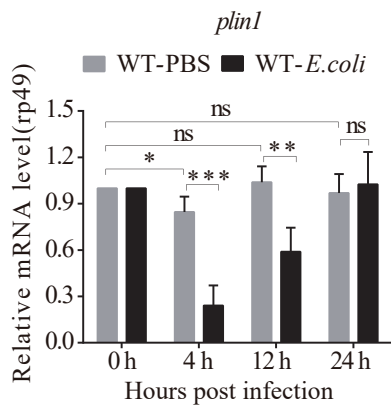 plin1
WT-PBS WT-E.coli
Relative mRNA level(rp49)
1.5
1.2
0.9
0.6
0.3
0.0
ns
ns
ns
*
**
***
0 h 4 h 12 h 24 h
Hours post infection